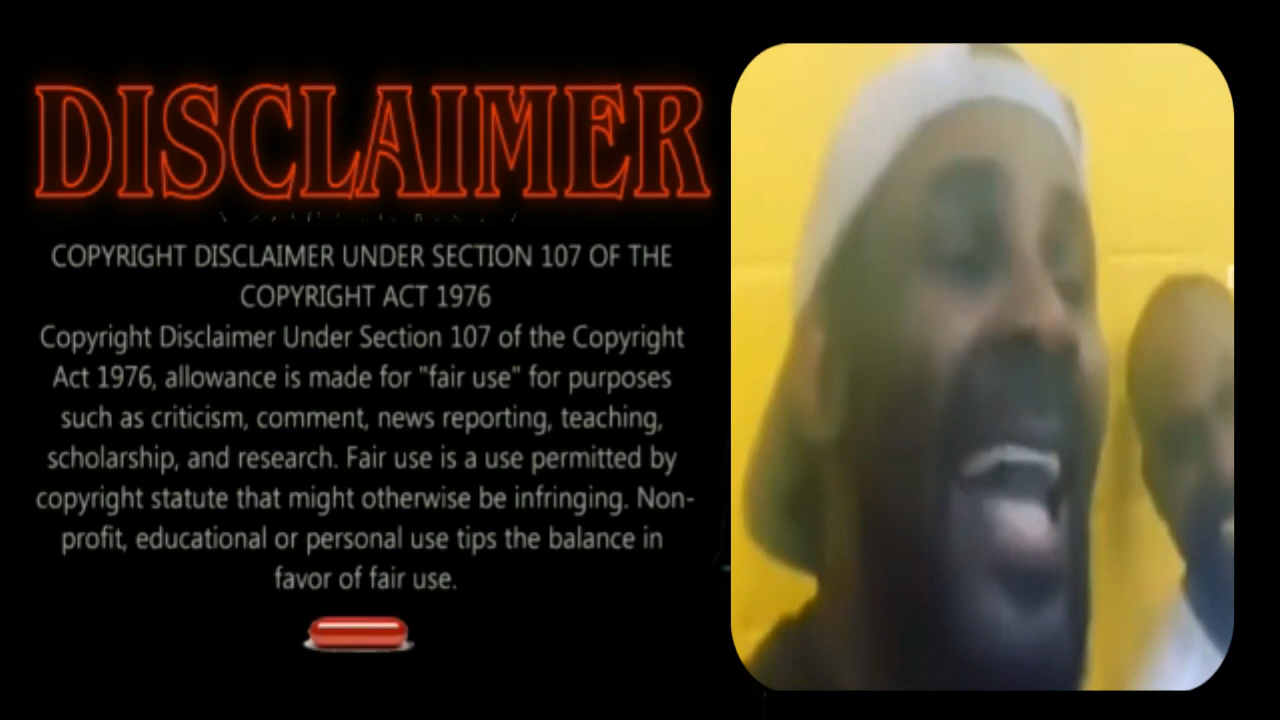 DISCLAIMER
COPYRIGHT DISCLAIMER UNDER SECTION 107 OF THE
COPYRIGHT ACT 1976
Copyright Disclaimer Under Section 107 of the Copyright
Act 1976, allowance is made for "fair use" for purposes
such as criticism, comment, news reporting, teaching,
scholarship, and research. Fair use is a use permitted by
copyright statute that might otherwise be infringing. Non-
profit, educational or personal use tips the balance in
favor of fair use.